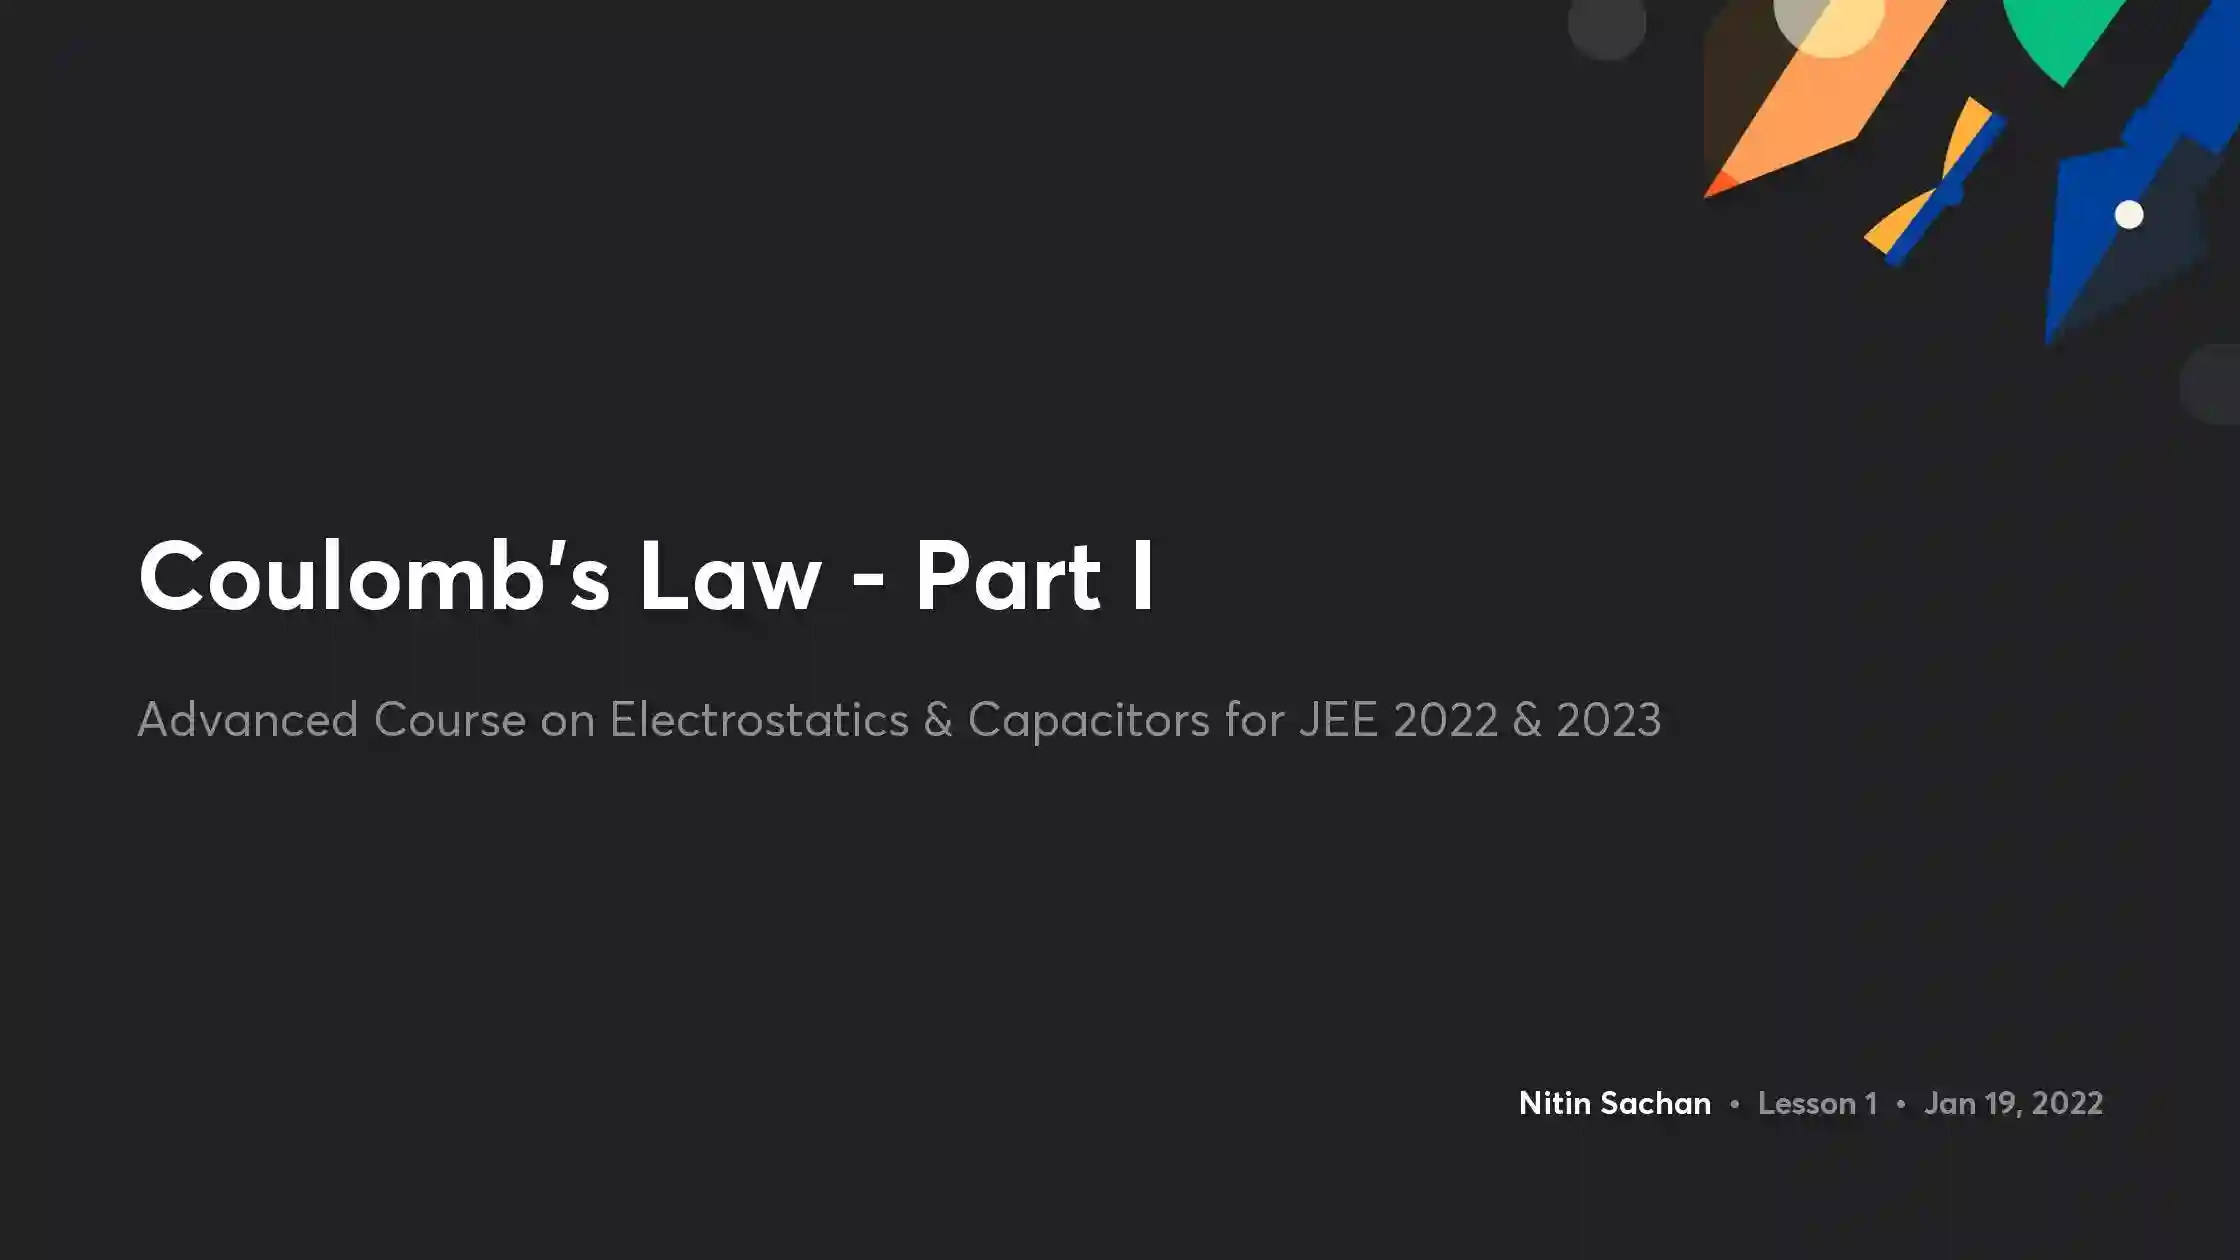 Coulomb's Law - Part I
Advanced Course on Electrostatics & Capacitors for JEE 2022 & 2023
Nitin Sachan • Lesson 1 • Jan 19, 2022